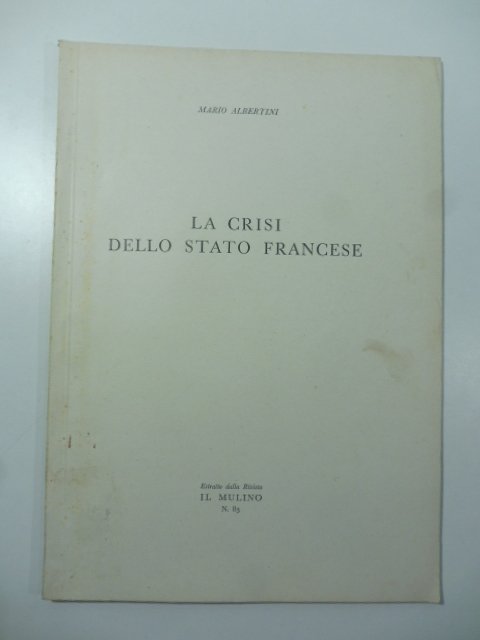 MARIO ALBERTINI
LA CRISI
DELLO STATO FRANCESE
Estratto dalla Rivista
IL MULINO
N. 85